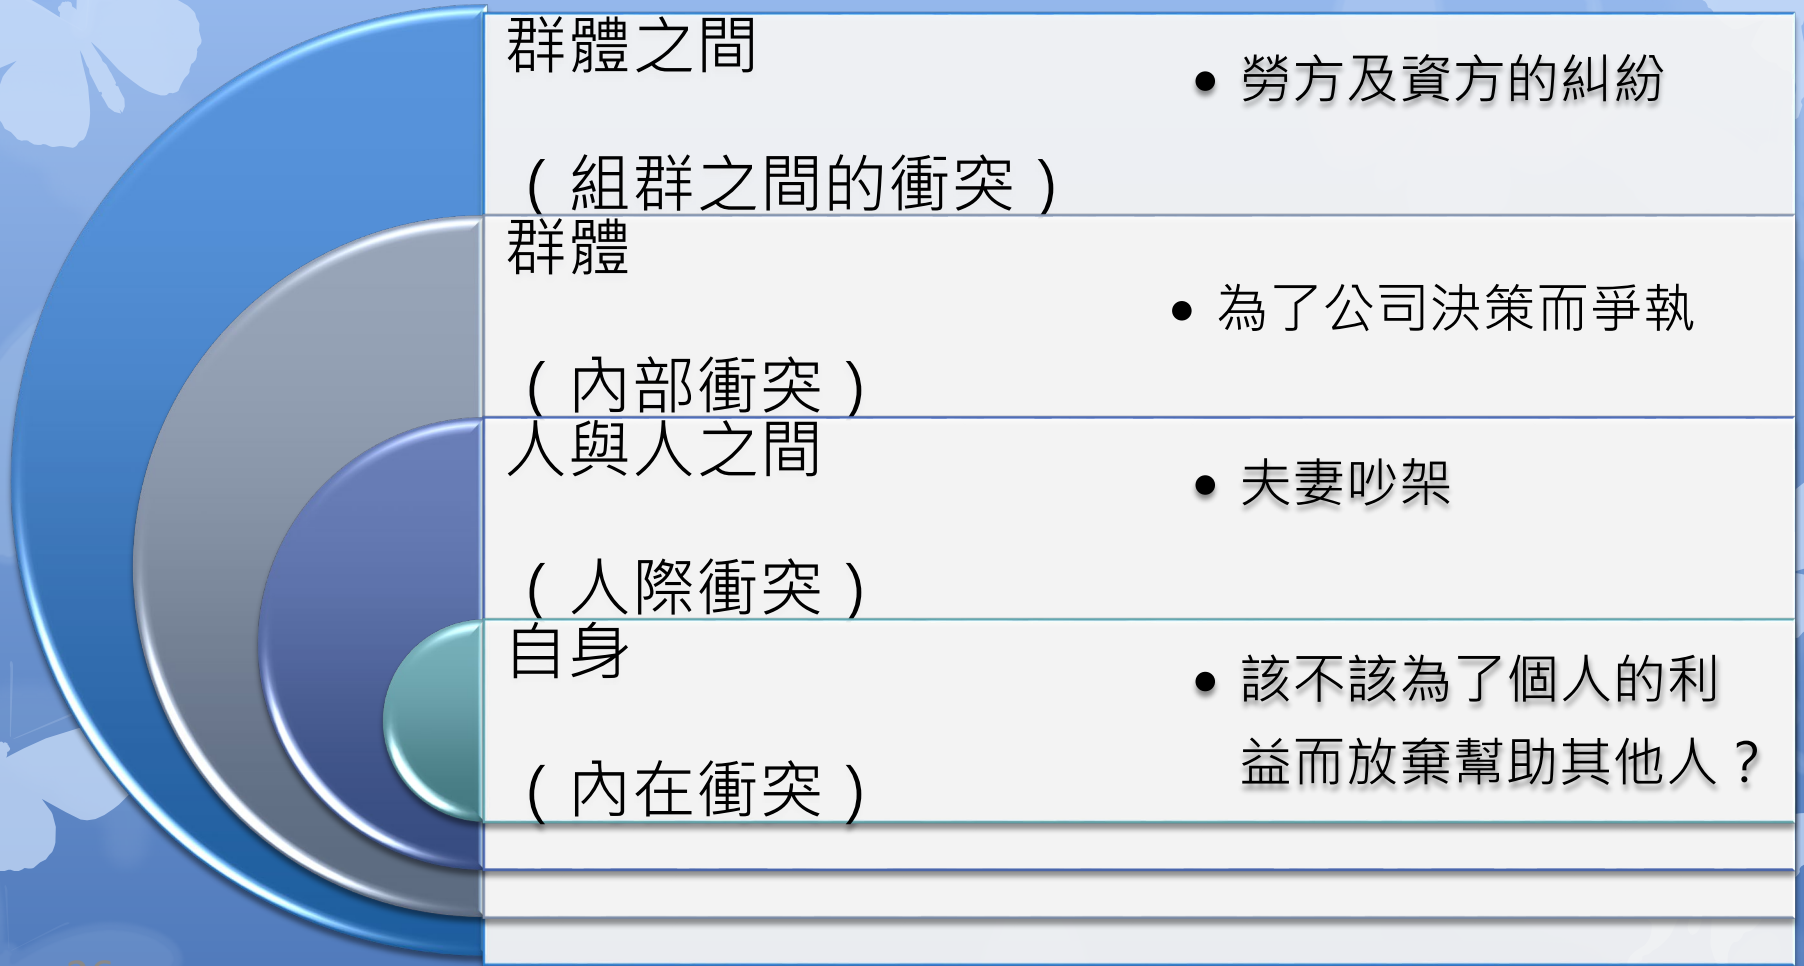 群體之間
（組群之間的衝突）
• 勞方及資方的糾紛
群體
（內部衝突）
• 為了公司決策而爭執
人與人之間
（人際衝突）
• 夫妻吵架
自身
（內在衝突）
• 該不該為了個人的利
益而放棄幫助其他人？